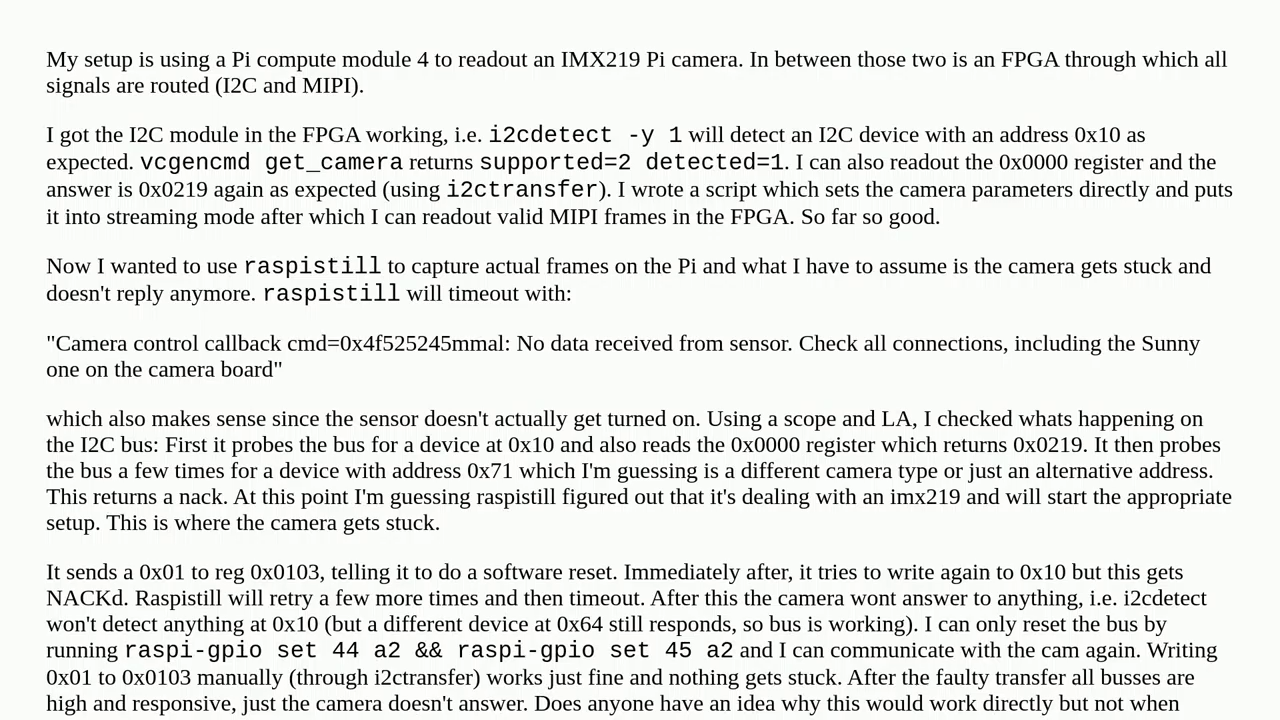 My setup is using a Pi compute module 4 to readout an IMX219 Pi camera. In between those two is an FPGA through which all
signals are routed (I2C and MIPI).
I got the I2C module in the FPGA working, i.e. i2cdetect -y 1 will detect an I2C device with an address 0x10 as
expected. vcgencmd get_camera returns supported=2 detected=1. I can also readout the 0x0000 register and the
answer is 0x0219 again as expected (using i2ctransfer). I wrote a script which sets the camera parameters directly and puts
it into streaming mode after which I can readout valid MIPI frames in the FPGA. So far so good.
Now I wanted to use raspistill to capture actual frames on the Pi and what I have to assume is the camera gets stuck and
doesn't reply anymore. raspistill will timeout with:
"Camera control callback cmd=0x4f525245mmal: No data received from sensor. Check all connections, including the Sunny
one on the camera board"
which also makes sense since the sensor doesn't actually get turned on. Using a scope and LA, I checked whats happening on
the I2C bus: First it probes the bus for a device at 0x10 and also reads the 0x0000 register which returns 0x0219. It then probes
the bus a few times for a device with address 0x71 which I'm guessing is a different camera type or just an alternative address.
This returns a nack. At this point I'm guessing raspistill figured out that it's dealing with an imx219 and will start the appropriate
setup. This is where the camera gets stuck.
It sends a 0x01 to reg 0x0103, telling it to do a software reset. Immediately after, it tries to write again to 0x10 but this gets
NACKd. Raspistill will retry a few more times and then timeout. After this the camera wont answer to anything, i.e. i2cdetect
won't detect anything at 0x10 (but a different device at 0x64 still responds, so bus is working). I can only reset the bus by
running raspi-gpio set 44 a2 && raspi-gpio set 45 a2 and I can communicate with the cam again. Writing
0x01 to 0x0103 manually (through i2ctransfer) works just fine and nothing gets stuck. After the faulty transfer all busses are
high and responsive, just the camera doesn't answer. Does anyone have an idea why this would work directly but not when